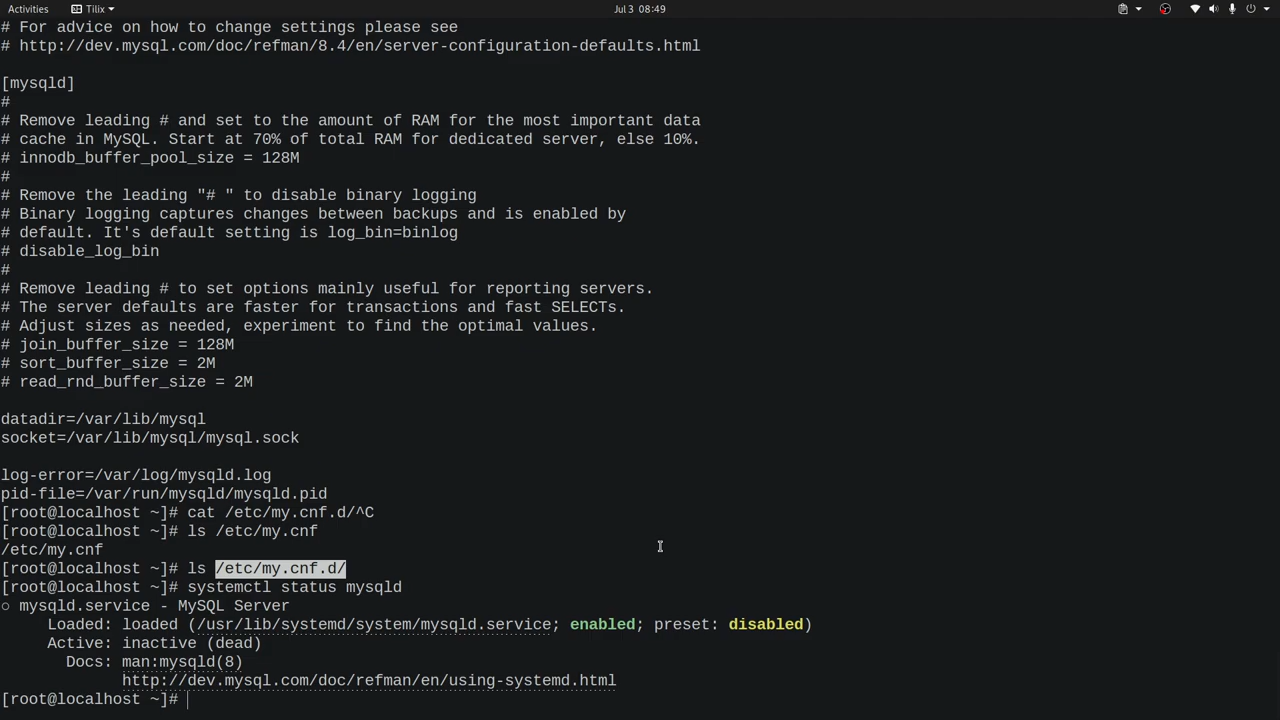 Activities Tilix Jul 3 08:49
# For advice on how to change settings please see
# http://dev.mysql.com/doc/refman/8.4/en/server-configuration-defaults.html
[mysqld]
#
# Remove leading # and set to the amount of RAM for the most important data
# cache in MySQL. Start at 70% of total RAM for dedicated server, else 10%.
# innodb_buffer_pool_size = 128M
#
# Remove the leading "# " to disable binary logging
# Binary logging captures changes between backups and is enabled by
# default. It's default setting is log_bin=binlog
# disable_log_bin
#
# Remove leading # to set options mainly useful for reporting servers.
# The server defaults are faster for transactions and fast SELECTs.
# Adjust sizes as needed, experiment to find the optimal values.
# join_buffer_size = 128M
# sort_buffer_size = 2M
# read_rnd_buffer_size = 2M
datadir=/var/lib/mysql
socket=/var/lib/mysql/mysql.sock
log-error=/var/log/mysqld.log
pid-file=/var/run/mysqld/mysqld.pid
[root@localhost ~]# cat /etc/my.cnf.d/^C
[root@localhost ~]# ls /etc/my.cnf
/etc/my.cnf
[root@localhost ~]# ls /etc/my.cnf.d/
[root@localhost ~]# systemctl status mysqld
○ mysqld.service - MySQL Server
Loaded: loaded (/usr/lib/systemd/system/mysqld.service; enabled; preset: disabled)
Active: inactive (dead)
Docs: man:mysqld(8)
http://dev.mysql.com/doc/refman/en/using-systemd.html
[root@localhost ~]#